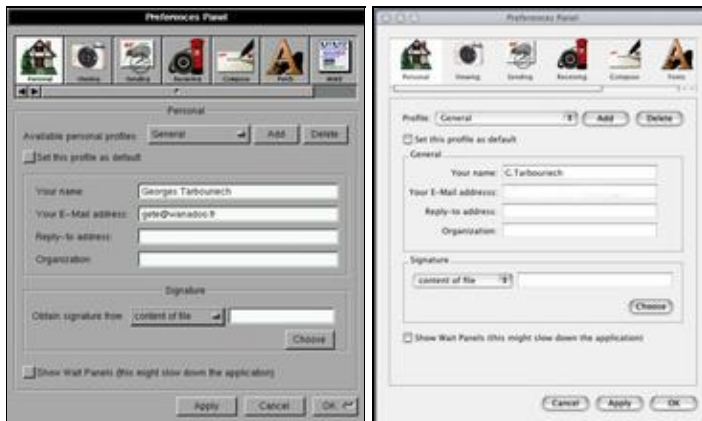 Preferences Panel
Personal Viewing Sending Receiving Compose Fonts
Personal
Available personal profiles: General Add Delete
Set this profile as default
Your name: Georges Tarbouriech
Your E-Mail address: gete@wanadoo.fr
Reply-to address:
Organization:
Signature
Obtain signature from content of file
Choose
Show Wait Panels (this might slow down the application)
Apply Cancel OK
Preferences Panel
Personal Viewing Sending Receiving Compose Fonts
Profile: General Add Delete
Set this profile as default
General
Your name: G.Tarbouriech
Your E-Mail addresss:
Reply-to address:
Organization:
Signature
content of file
Choose
Show Wait Panels (this might slow down the application)
Cancel Apply OK